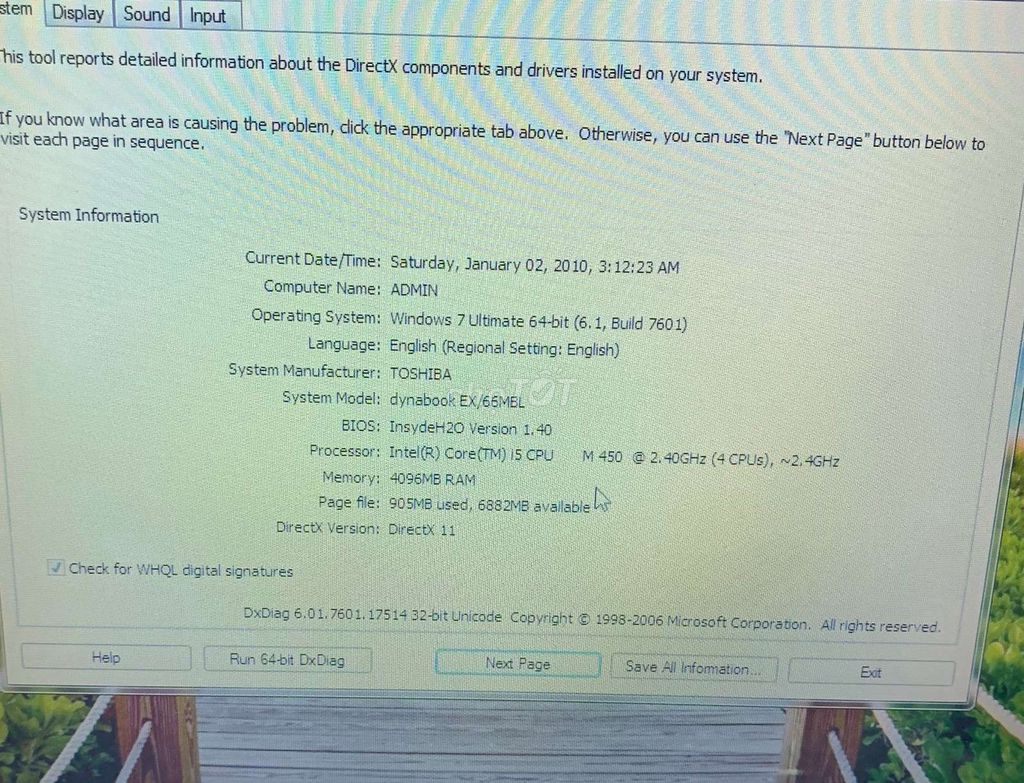 stem Display Sound Input
This tool reports detailed information about the DirectX components and drivers installed on your system.
If you know what area is causing the problem, click the appropriate tab above. Otherwise, you can use the "Next Page" button below to
visit each page in sequence.
System Information
Current Date/Time: Saturday, January 02, 2010, 3:12:23 AM
Computer Name: ADMIN
Operating System: Windows 7 Ultimate 64-bit (6.1, Build 7601)
Language: English (Regional Setting: English)
System Manufacturer: TOSHIBA
System Model: dynabook EX/66MBL
choTỐT
BIOS: InsydeH2O Version 1.40
Processor: Intel(R) Core(TM) i5 CPU M 450 @ 2.40GHz (4 CPUs), ~2.4GHz
Memory: 4096MB RAM
Page file: 905MB used, 6882MB available
DirectX Version: DirectX 11
Check for WHQL digital signatures
DxDiag 6.01.7601.17514 32-bit Unicode Copyright © 1998-2006 Microsoft Corporation. All rights reserved.
Help Run 64-bit DxDiag Next Page Save All Information... Exit